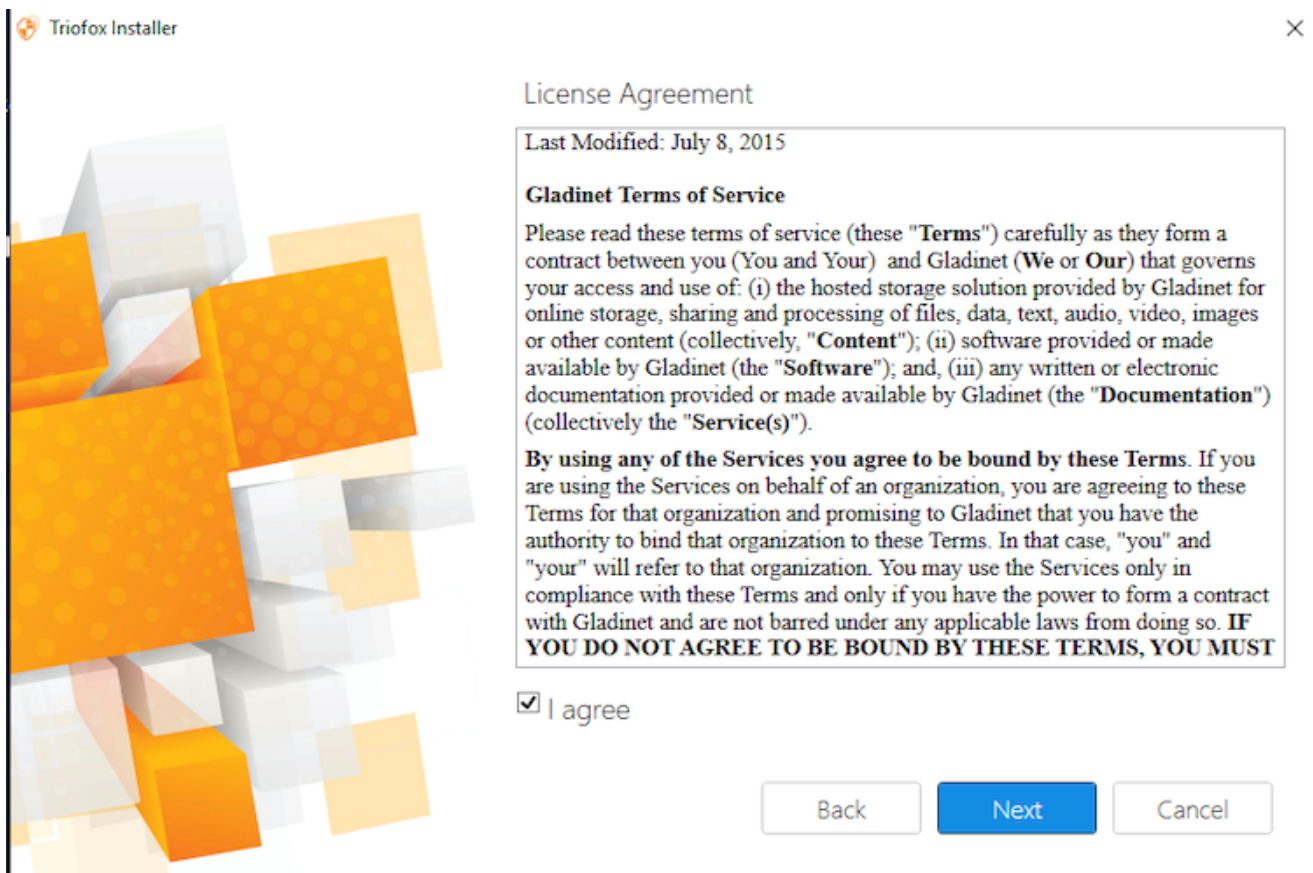 Triofox Installer
License Agreement
Last Modified: July 8, 2015
Gladinet Terms of Service
Please read these terms of service (these "Terms") carefully as they form a
contract between you (You and Your)  and Gladinet (We or Our) that governs
your access and use of: (i) the hosted storage solution provided by Gladinet for
online storage, sharing and processing of files, data, text, audio, video, images
or other content (collectively, "Content"); (ii) software provided or made
available by Gladinet (the "Software"); and, (iii) any written or electronic
documentation provided or made available by Gladinet (the "Documentation")
(collectively the "Service(s)").
By using any of the Services you agree to be bound by these Terms. If you
are using the Services on behalf of an organization, you are agreeing to these
Terms for that organization and promising to Gladinet that you have the
authority to bind that organization to these Terms. In that case, "you" and
"your" will refer to that organization. You may use the Services only in
compliance with these Terms and only if you have the power to form a contract
with Gladinet and are not barred under any applicable laws from doing so. IF
YOU DO NOT AGREE TO BE BOUND BY THESE TERMS, YOU MUST
I agree
Back
Next
Cancel